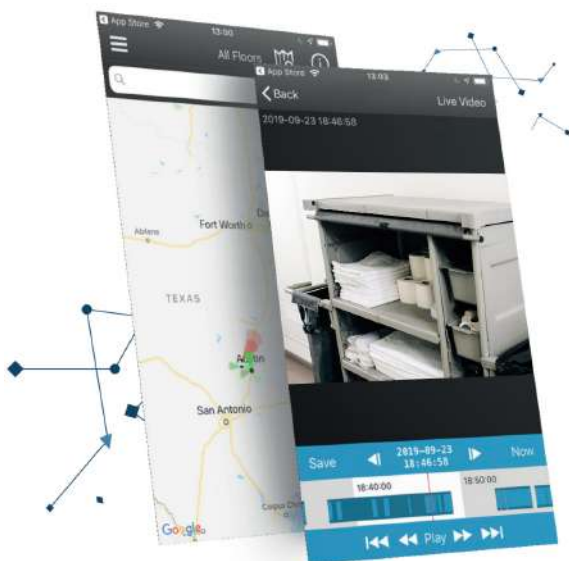 App Store
13:00
All Floors
Abilene
Fort Worth
TEXAS
Austin
San Antonio
Corpus Chri
Google
App Store
13:03
Back
Live Video
2019-09-23 18:46:58
Save
2019-09-23
18:46:58
Now
18:40:00
18:50:00
Play